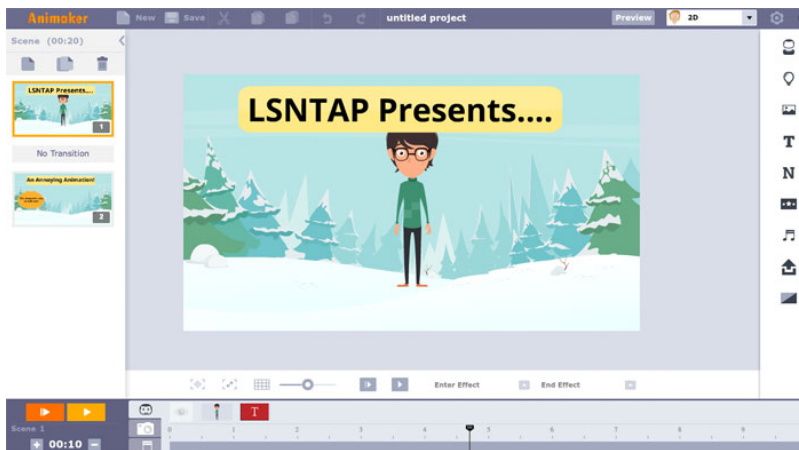 Animaker New Save untitled project Preview 2D
Scene (00:20)
LSNTAP Presents....
1
No Transition
An Annoying Animation!
2
LSNTAP Presents....
Enter Effect End Effect
T
N
T
Scene 1
00:10
0 1 2 3 4 5 6 7 8 9